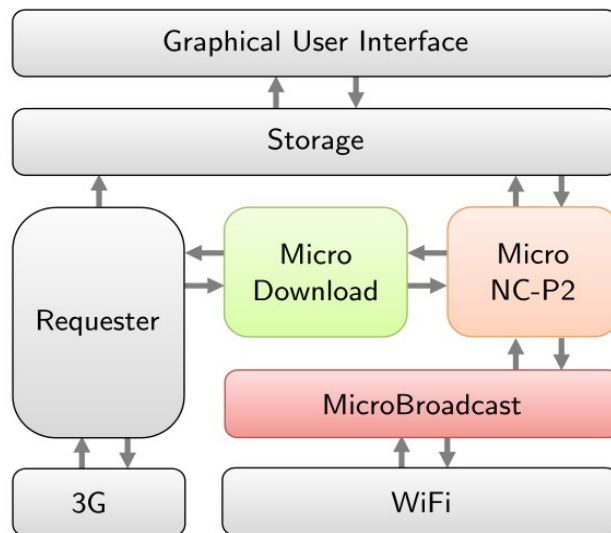 Graphical User Interface
Storage
Requester
Micro
Download
Micro
NC-P2
MicroBroadcast
3G
WiFi